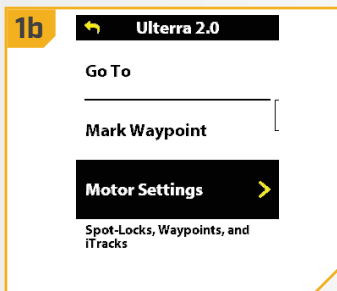 1b
Ulterra 2.0
Go To
Mark Waypoint
Motor Settings
Spot-Locks, Waypoints, and
iTracks